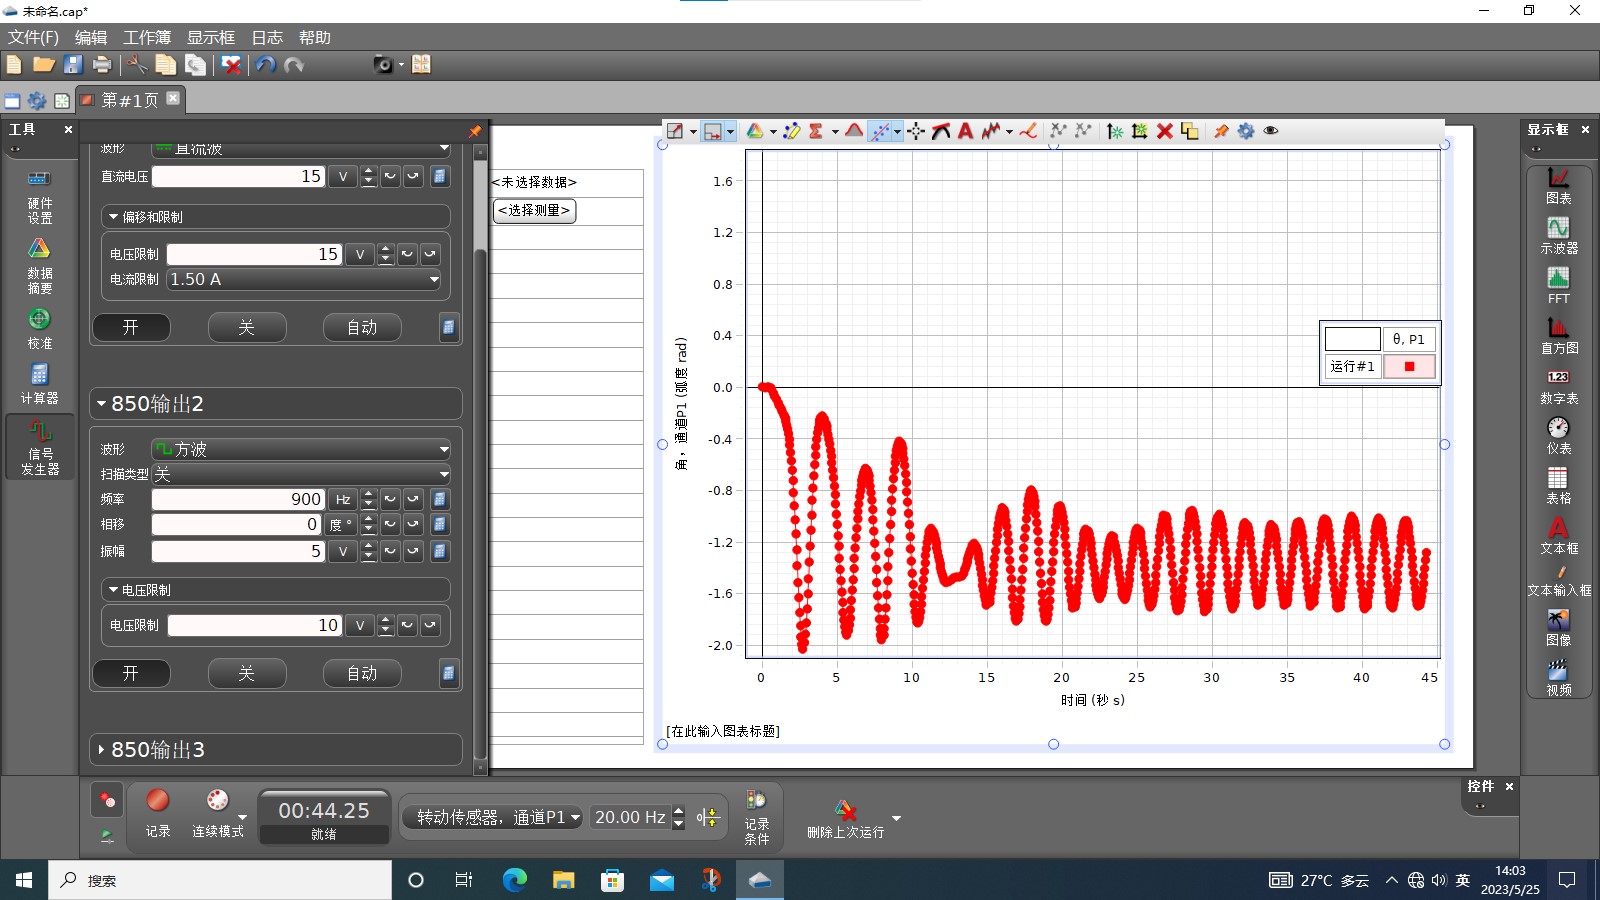 未命名.cap*
文件(F) 编辑 工作簿 显示框 日志 帮助
第#1页
工具
硬件
设置
数据
摘要
校准
计算器
信号
发生器
波形 直流波
直流电压 15 V
偏移和限制
电压限制 15 V
电流限制 1.50 A
开 关 自动
850输出2
波形 方波
扫描类型 关
频率 900 Hz
相移 0 度 °
振幅 5 V
电压限制
电压限制 10 V
开 关 自动
850输出3
<未选择数据>
<选择测量>
角，通道P1 (弧度 rad)
1.6
1.2
0.8
0.4
0.0
-0.4
-0.8
-1.2
-1.6
-2.0
θ, P1
运行#1
0 5 10 15 20 25 30 35 40 45
时间 (秒 s)
[在此输入图表标题]
显示框
图表
示波器
FFT
直方图
1.23
数字表
仪表
表格
文本框
文本输入框
图像
视频
记录
连续模式
00:44.25
就绪
转动传感器，通道P1
20.00 Hz
记录
条件
删除上次运行
控件
搜索
27°C 多云
英
14:03
2023/5/25